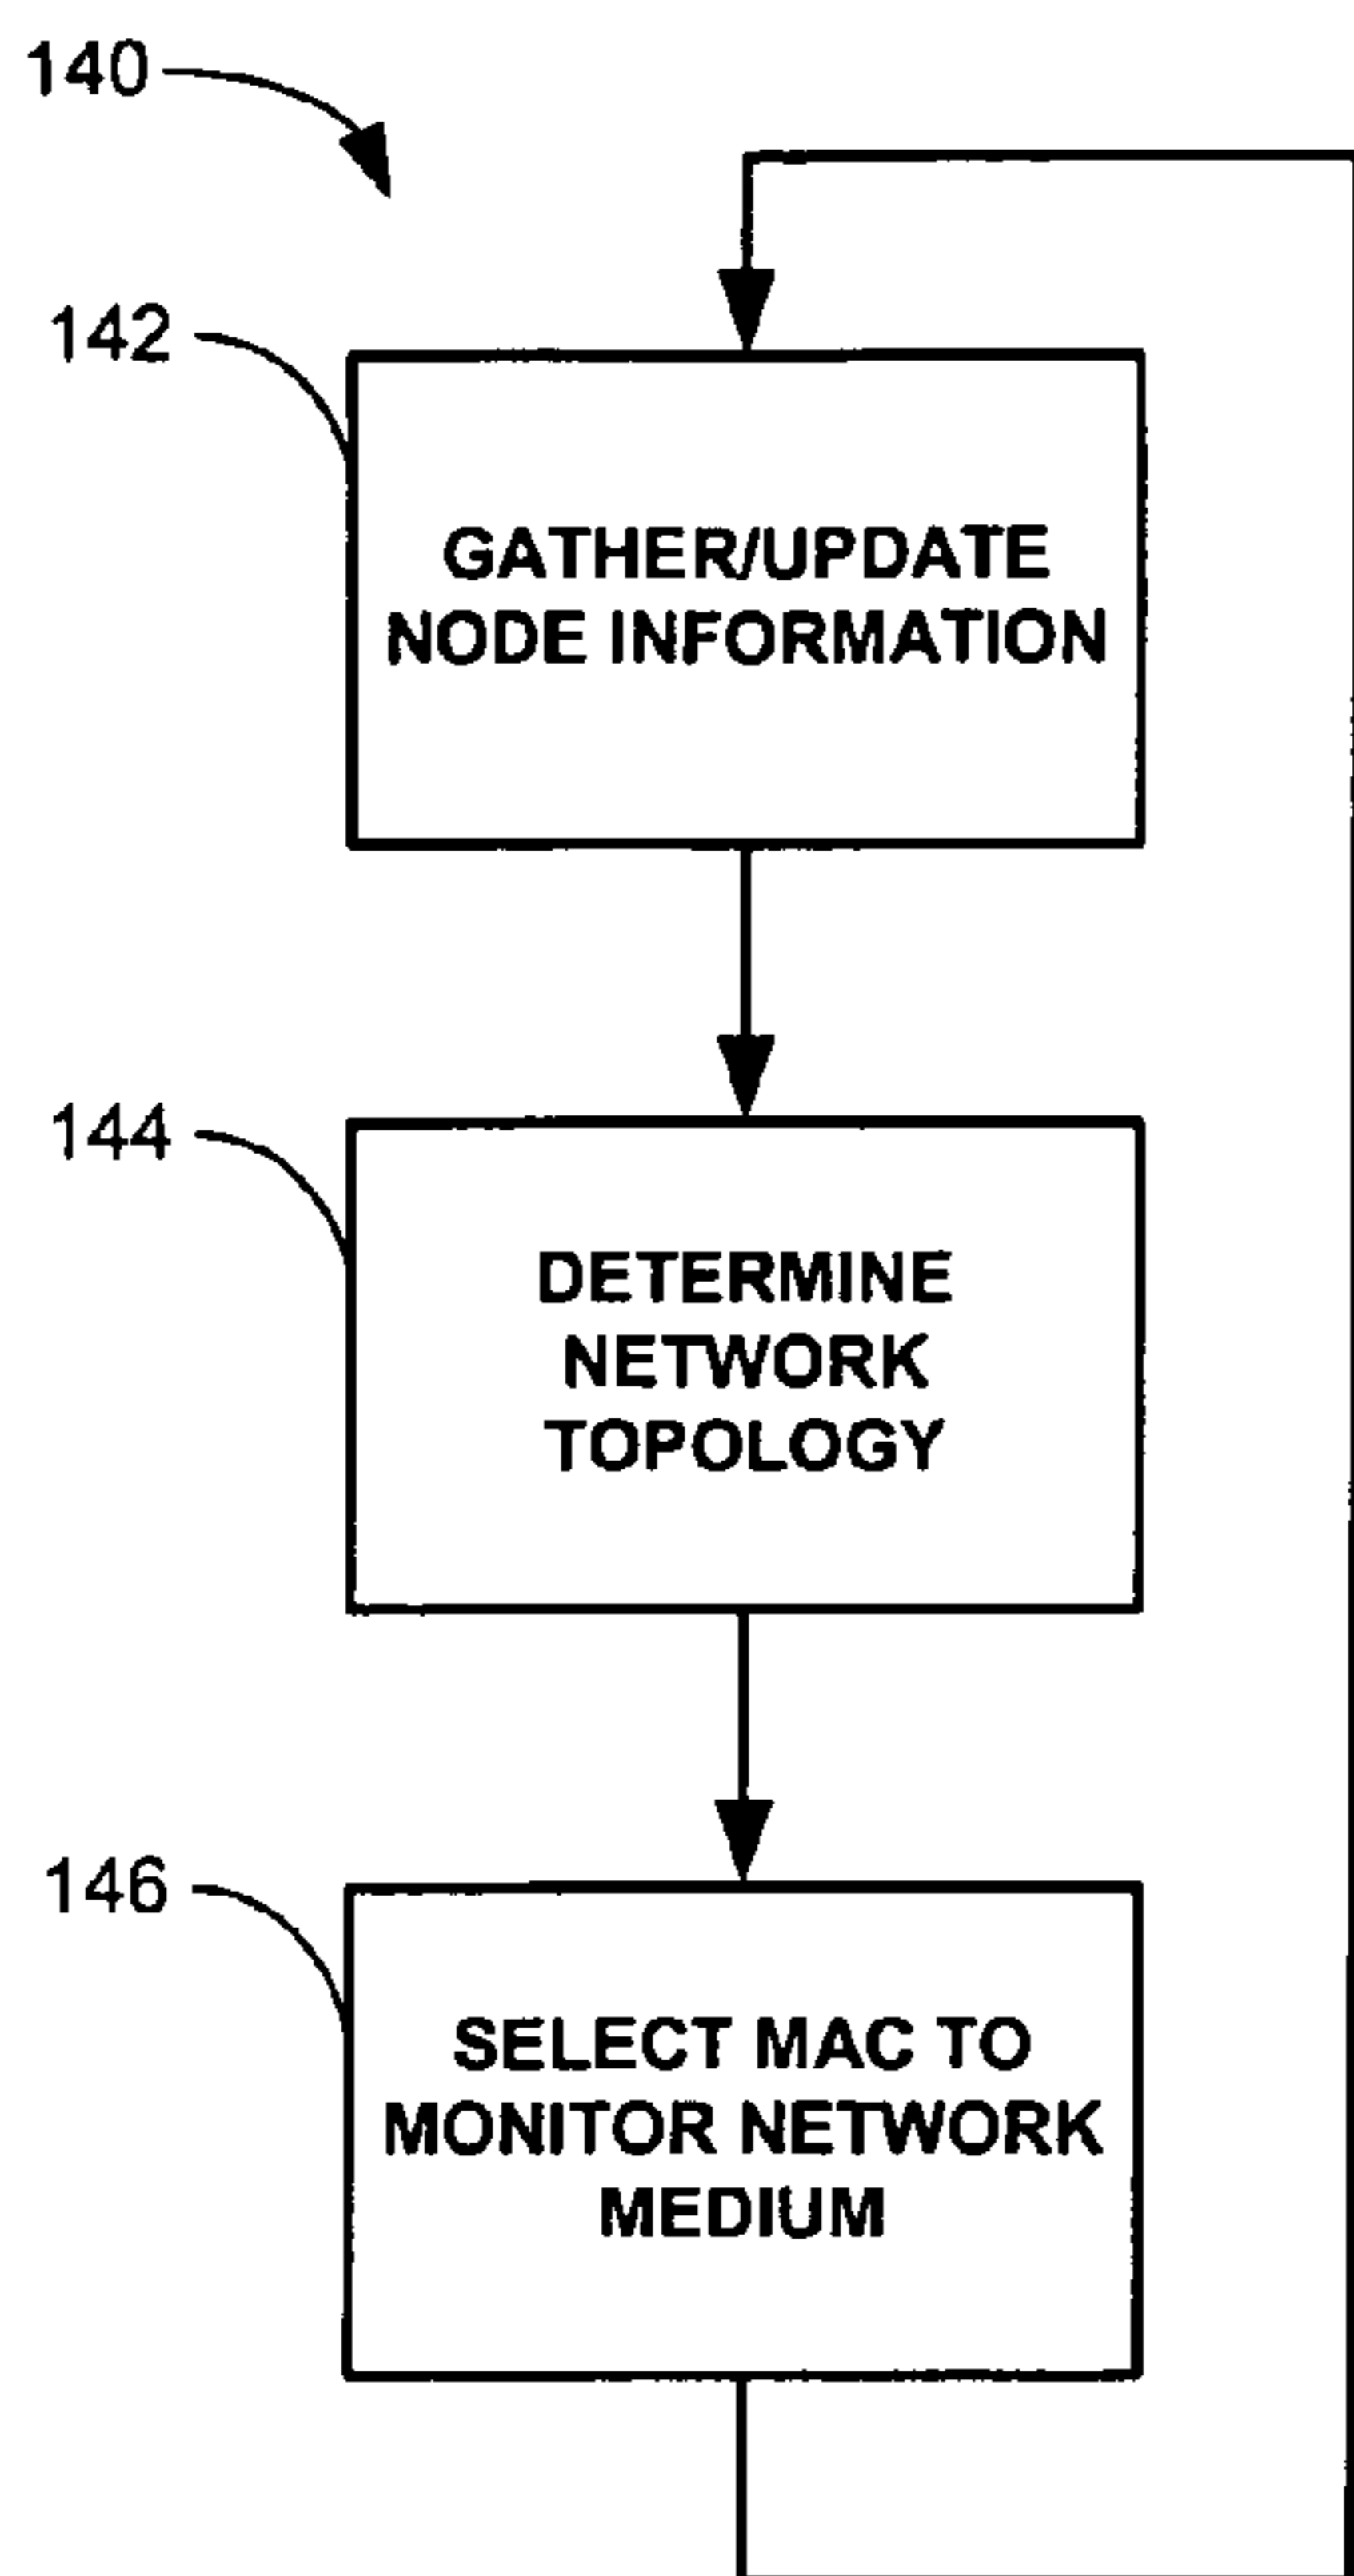 140
142
GATHER/UPDATE
NODE INFORMATION
144
DETERMINE
NETWORK
TOPOLOGY
146
SELECT MAC TO
MONITOR NETWORK
MEDIUM